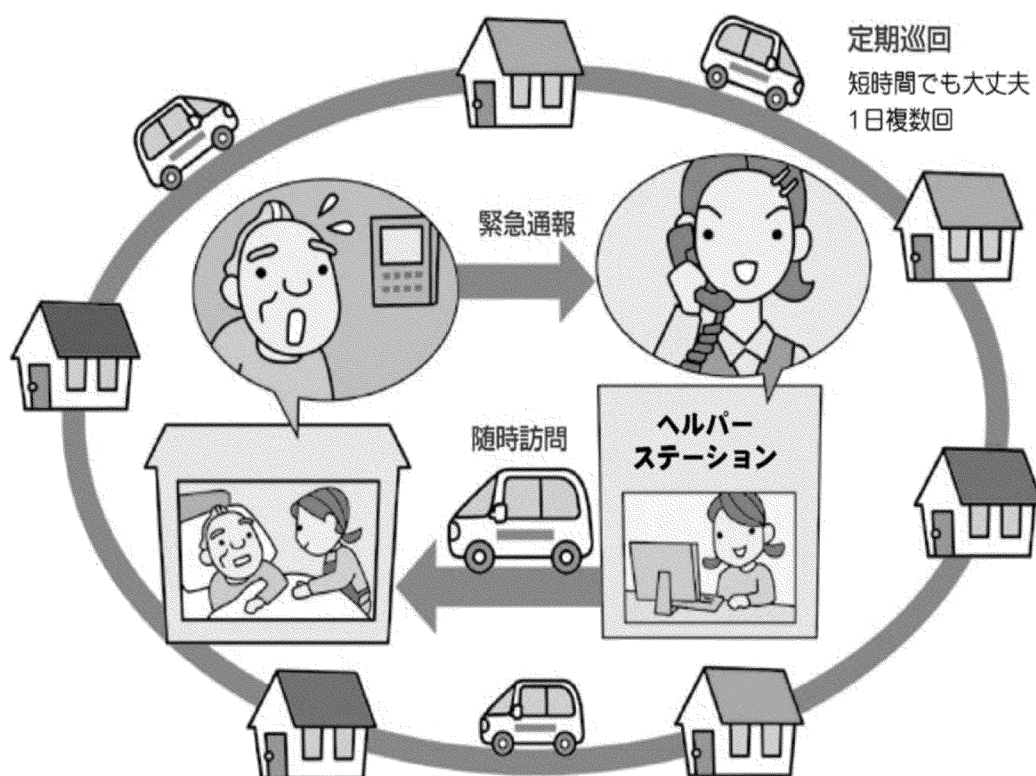 定期巡回
短時間でも大丈夫
1日複数回
緊急通報
随時訪問
ヘルパー
ステーション